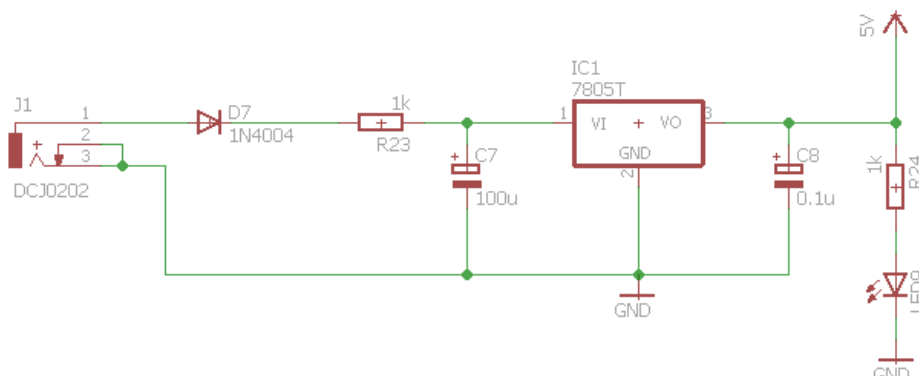 5V
IC1
7805T
J1
1
D7
1k
1
VI
VO
3
2
1N4004
R23
GND
3
C7
2
C8
1k
R24
DCJ0202
100u
0.1u
GND
LED9
GND